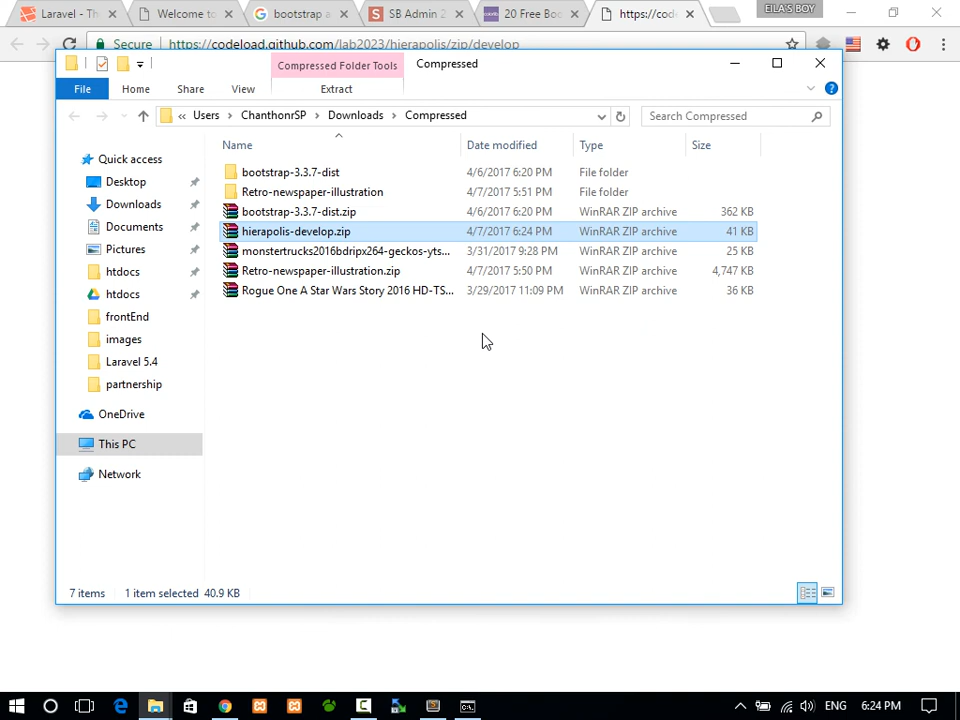 Laravel - T
Welcome to
bootstrap a
SB Admin 2
20 Free Boo
https://cod
EILA'S BOY
Secure https://codeload.github.com/lab2023/hierapolis/zip/develop
Compressed Folder Tools Compressed
File Home Share View Extract
« Users > ChanthonrSP > Downloads > Compressed
Search Compressed
Name Date modified Type Size
Quick access
Desktop
Downloads
Documents
Pictures
htdocs
htdocs
frontEnd
images
Laravel 5.4
partnership
OneDrive
This PC
Network
bootstrap-3.3.7-dist 4/6/2017 6:20 PM File folder
Retro-newspaper-illustration 4/7/2017 5:51 PM File folder
bootstrap-3.3.7-dist.zip 4/6/2017 6:20 PM WinRAR ZIP archive 362 KB
hierapolis-develop.zip 4/7/2017 6:24 PM WinRAR ZIP archive 41 KB
monstertrucks2016bdripx264-geckos-yts... 3/31/2017 9:28 PM WinRAR ZIP archive 25 KB
Retro-newspaper-illustration.zip 4/7/2017 5:50 PM WinRAR ZIP archive 4,747 KB
Rogue One A Star Wars Story 2016 HD-TS... 3/29/2017 11:09 PM WinRAR ZIP archive 36 KB
7 items 1 item selected 40.9 KB
ENG 6:24 PM